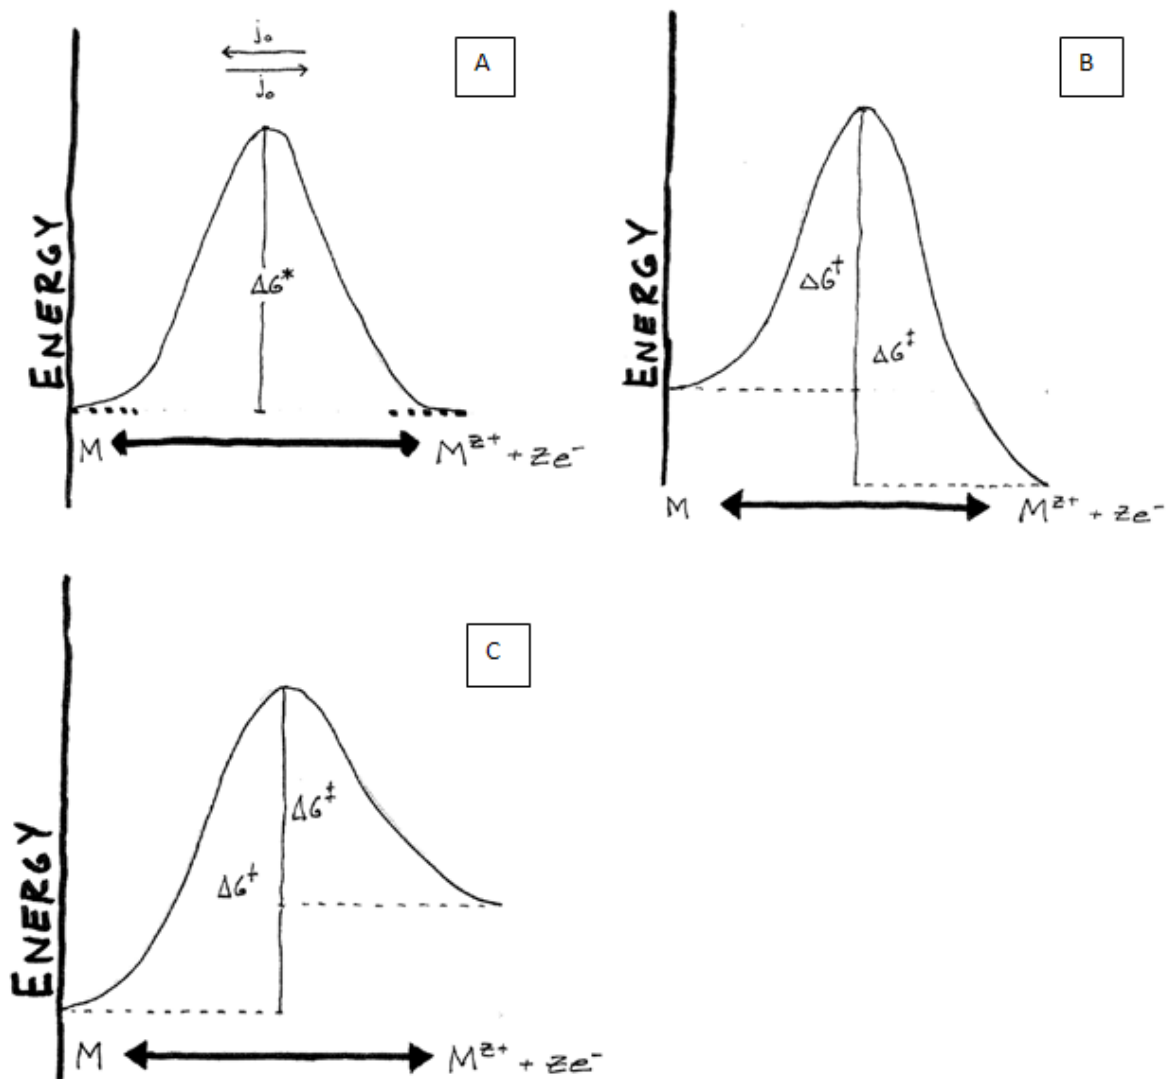 j₀
j₀
A
ENERGY
ΔG*
M
M^{z+} + ze⁻
B
ENERGY
ΔG^†
ΔG^‡
M
M^{z+} + ze⁻
C
ENERGY
ΔG^‡
ΔG^†
M
M^{z+} + ze⁻